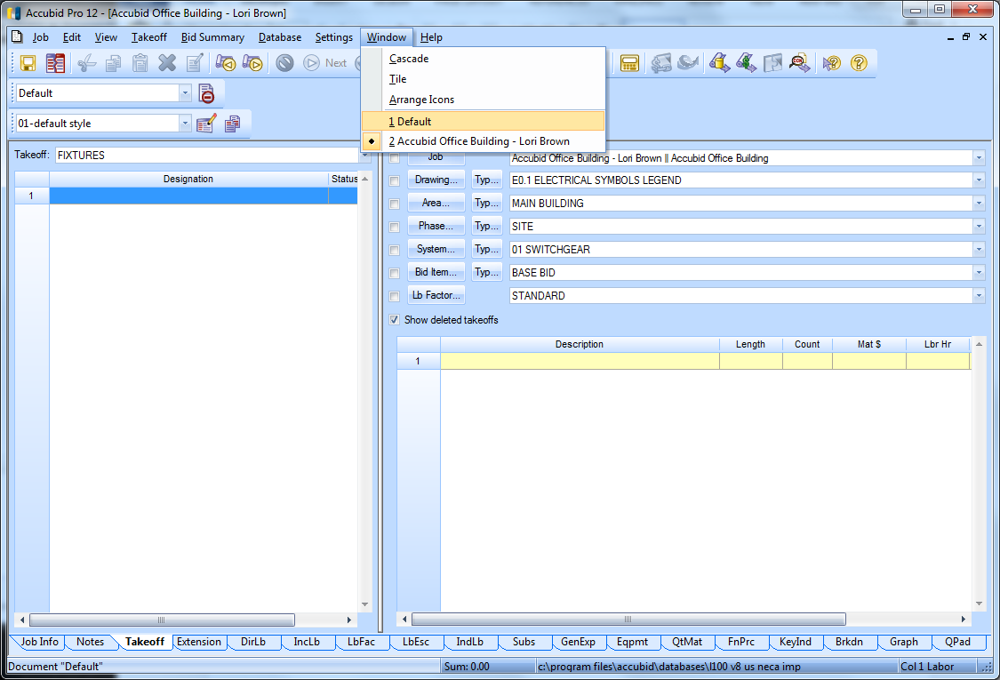 Accubid Pro 12 - [Accubid Office Building - Lori Brown]
Job Edit View Takeoff Bid Summary Database Settings Window Help
Next
Cascade
Tile
Arrange Icons
1 Default
2 Accubid Office Building - Lori Brown
Default
01-default style
Takeoff: FIXTURES
Designation Status
1
Job Accubid Office Building - Lori Brown Accubid Office Building
Drawing... Typ... E0.1 ELECTRICAL SYMBOLS LEGEND
Area... Typ... MAIN BUILDING
Phase... Typ... SITE
System... Typ... 01 SWITCHGEAR
Bid Item... Typ... BASE BID
Lb Factor... STANDARD
Show deleted takeoffs
Description Length Count Mat $ Lbr Hr
1
Job Info Notes Takeoff Extension DirLb IncLb LbFac LbEsc IndLb Subs GenExp Eqpmt QtMat FnPrc KeyInd Brkdn Graph QPad
Document "Default" Sum: 0.00 c:\program files\accubid\databases\l100 v8 us neca imp Col 1 Labor